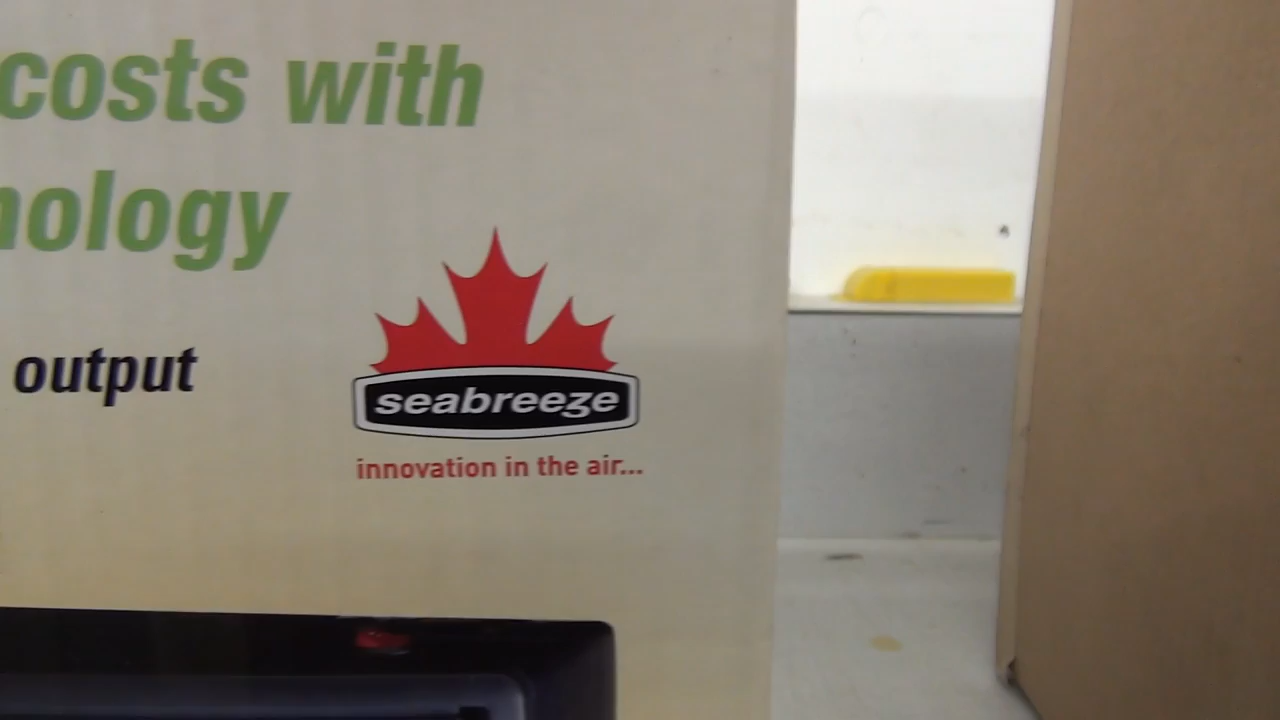 costs with
nology
output
seabreeze
innovation in the air...